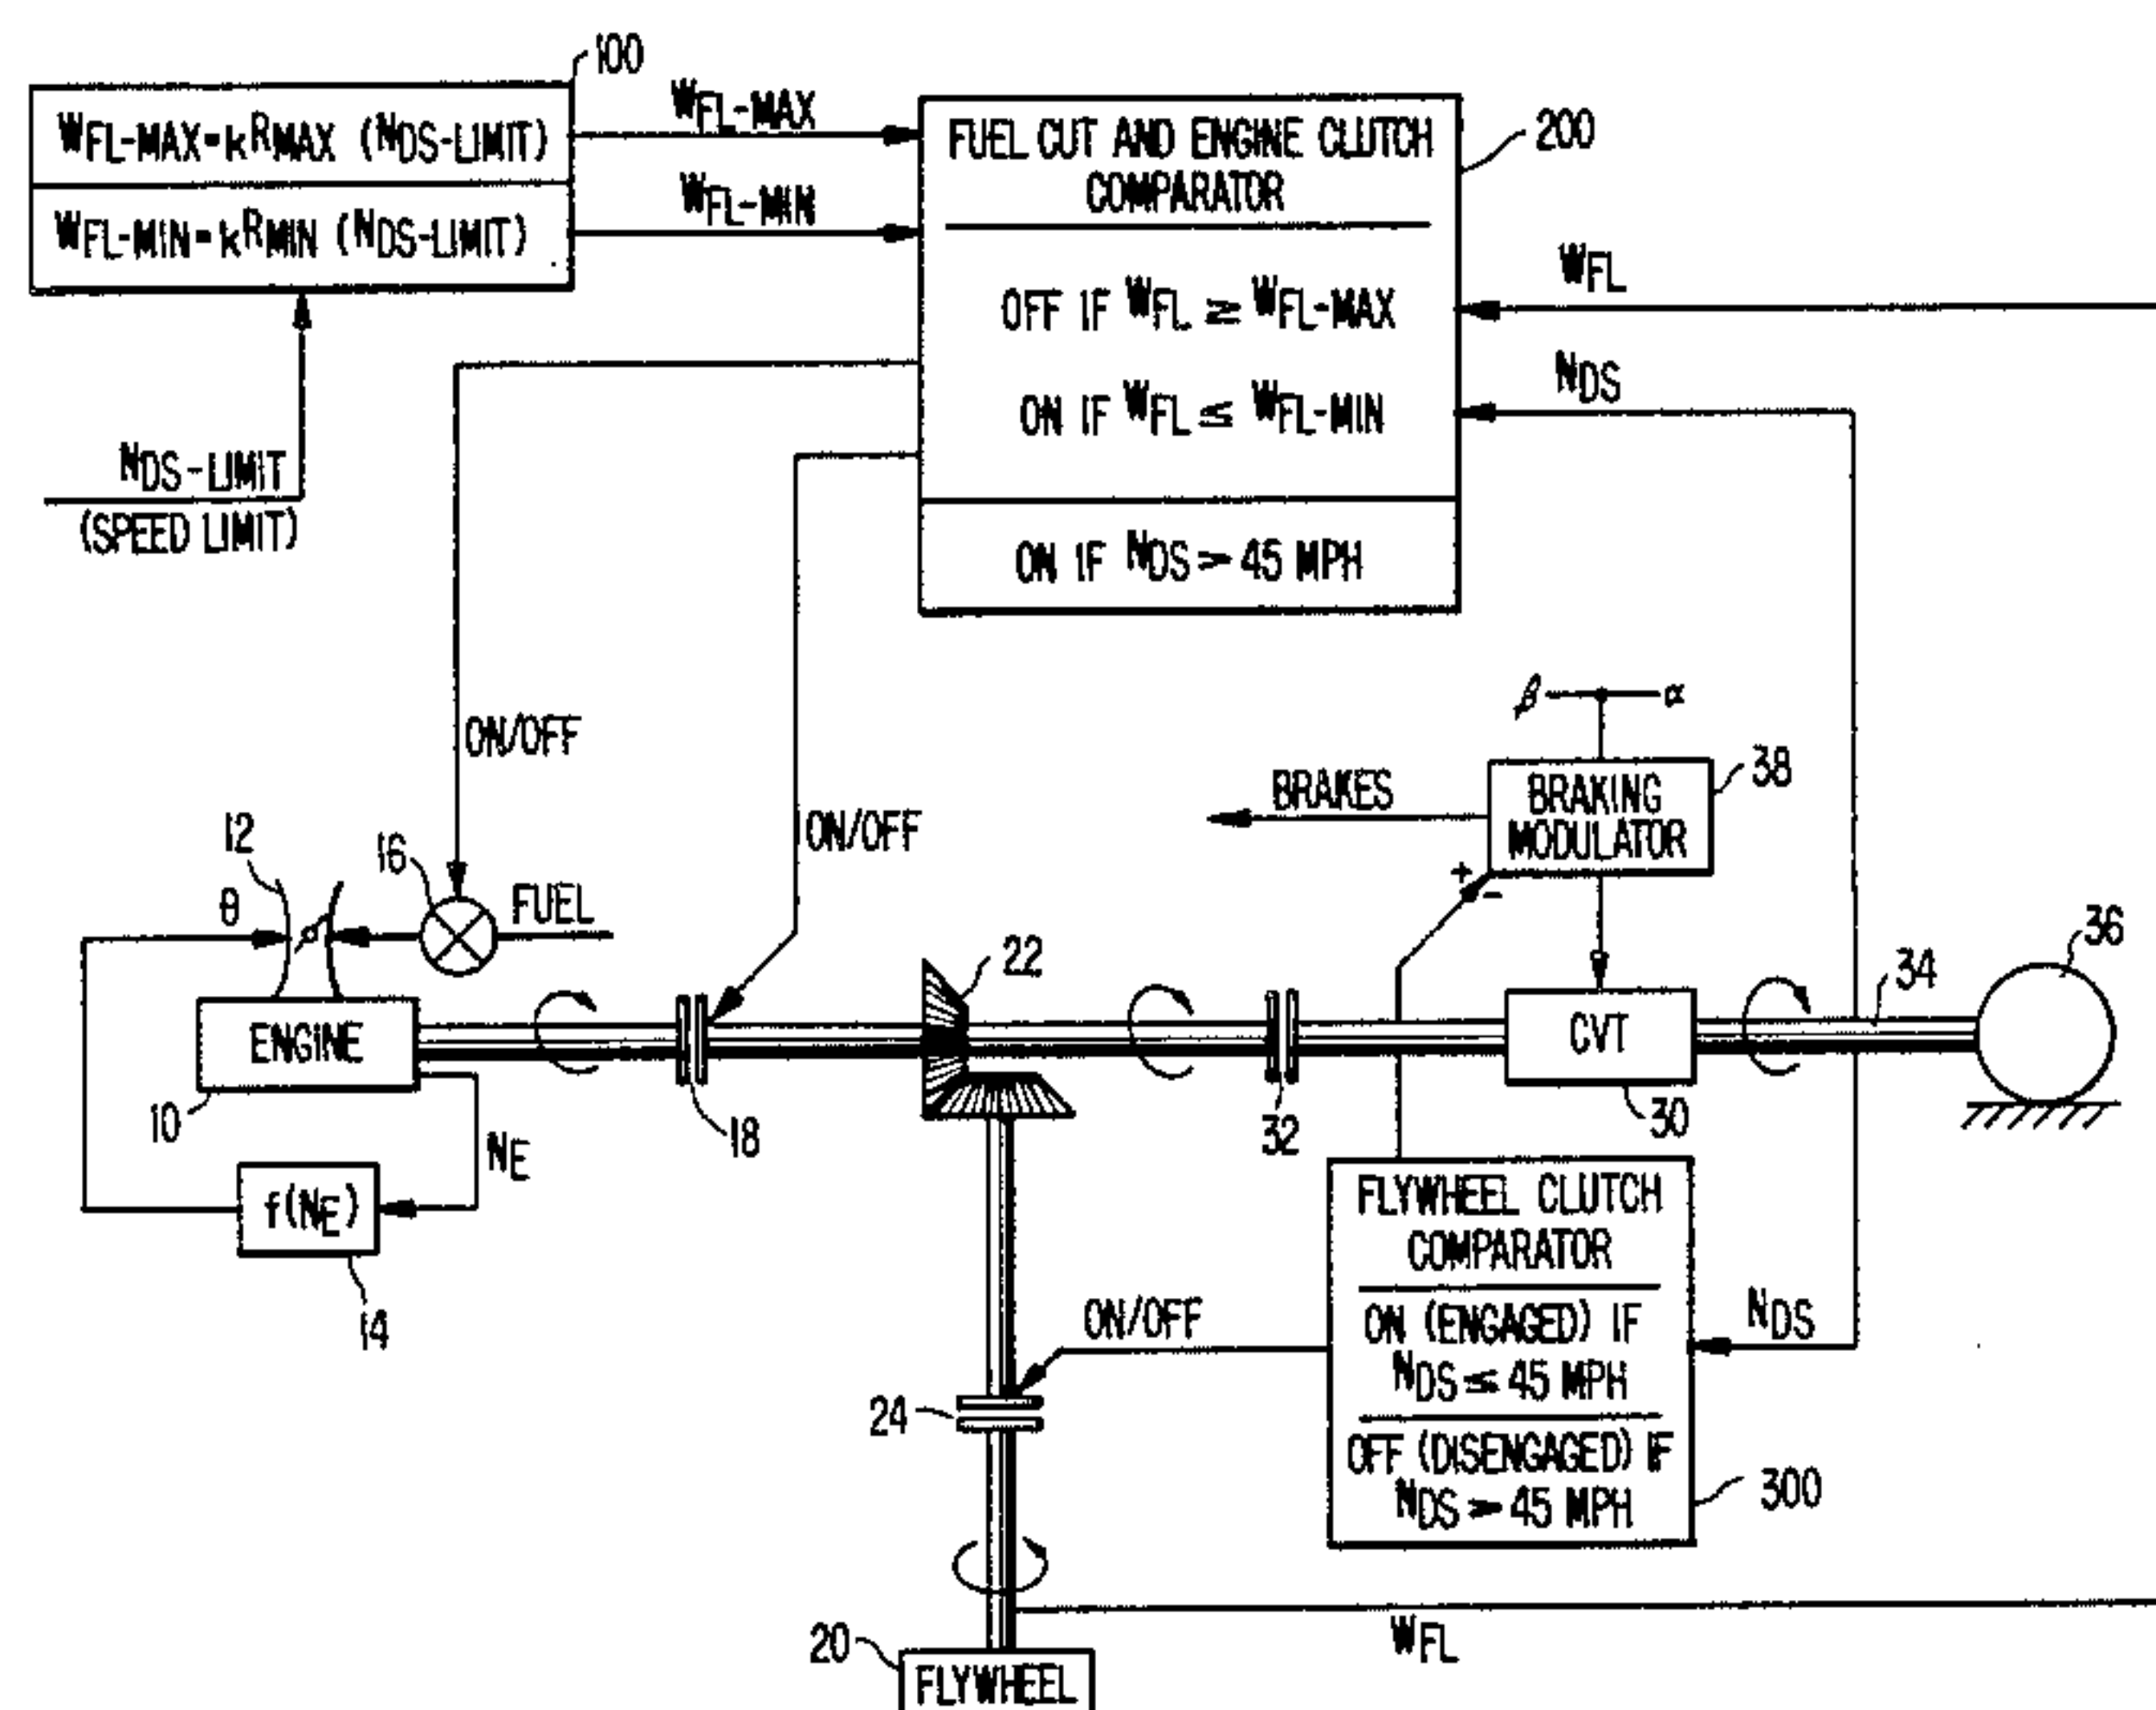 100
WFL-MAX=kRMAX (NDS-LIMIT)
WFL-MIN=kRMIN (NDS-LIMIT)
WFL-MAX
WFL-MIN
NDS-LIMIT
(SPEED LIMIT)
FUEL CUT AND ENGINE CLUTCH
COMPARATOR
OFF IF WFL ≥ WFL-MAX
ON IF WFL ≤ WFL-MIN
ON IF NDS > 45 MPH
200
WFL
NDS
ON/OFF
ON/OFF
β α
BRAKING
MODULATOR
38
BRAKES
+
-
12
θ
16
FUEL
ENGINE
10
NE
f(NE)
14
18
22
32
CVT
30
34
36
FLYWHEEL CLUTCH
COMPARATOR
ON (ENGAGED) IF
NDS ≤ 45 MPH
OFF (DISENGAGED) IF
NDS > 45 MPH
300
NDS
ON/OFF
24
20
FLYWHEEL
WFL